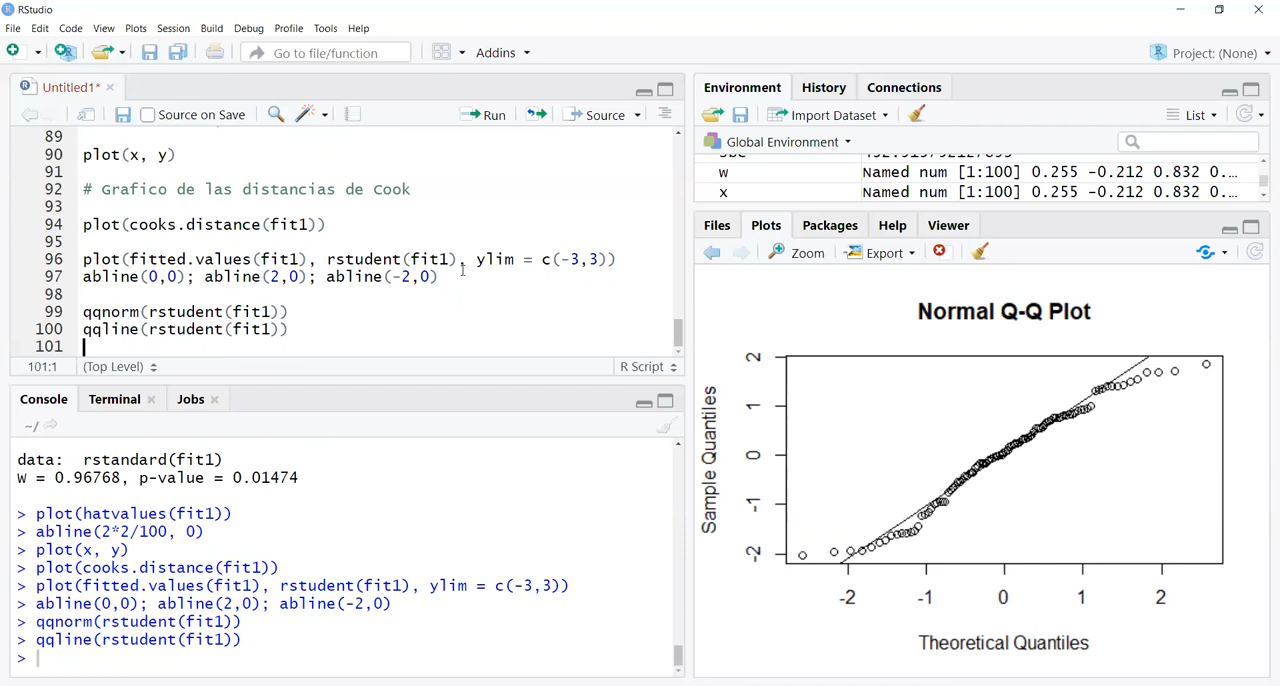 RStudio
File Edit Code View Plots Session Build Debug Profile Tools Help
Go to file/function Addins Project: (None)
Untitled1*
Source on Save Run Source
89
90 plot(x, y)
91
92 # Grafico de las distancias de Cook
93
94 plot(cooks.distance(fit1))
95
96 plot(fitted.values(fit1), rstudent(fit1), ylim = c(-3,3))
97 abline(0,0); abline(2,0); abline(-2,0)
98
99 qqnorm(rstudent(fit1))
100 qqline(rstudent(fit1))
101
101:1 (Top Level) R Script
Console Terminal Jobs
~/
data: rstandard(fit1)
W = 0.96768, p-value = 0.01474
> plot(hatvalues(fit1))
> abline(2*2/100, 0)
> plot(x, y)
> plot(cooks.distance(fit1))
> plot(fitted.values(fit1), rstudent(fit1), ylim = c(-3,3))
> abline(0,0); abline(2,0); abline(-2,0)
> qqnorm(rstudent(fit1))
> qqline(rstudent(fit1))
>
Environment History Connections
Import Dataset List
Global Environment
w Named num [1:100] 0.255 -0.212 0.832 0...
x Named num [1:100] 0.255 -0.212 0.832 0...
Files Plots Packages Help Viewer
Zoom Export
Normal Q-Q Plot
Sample Quantiles
2
1
0
-1
-2
-2 -1 0 1 2
Theoretical Quantiles